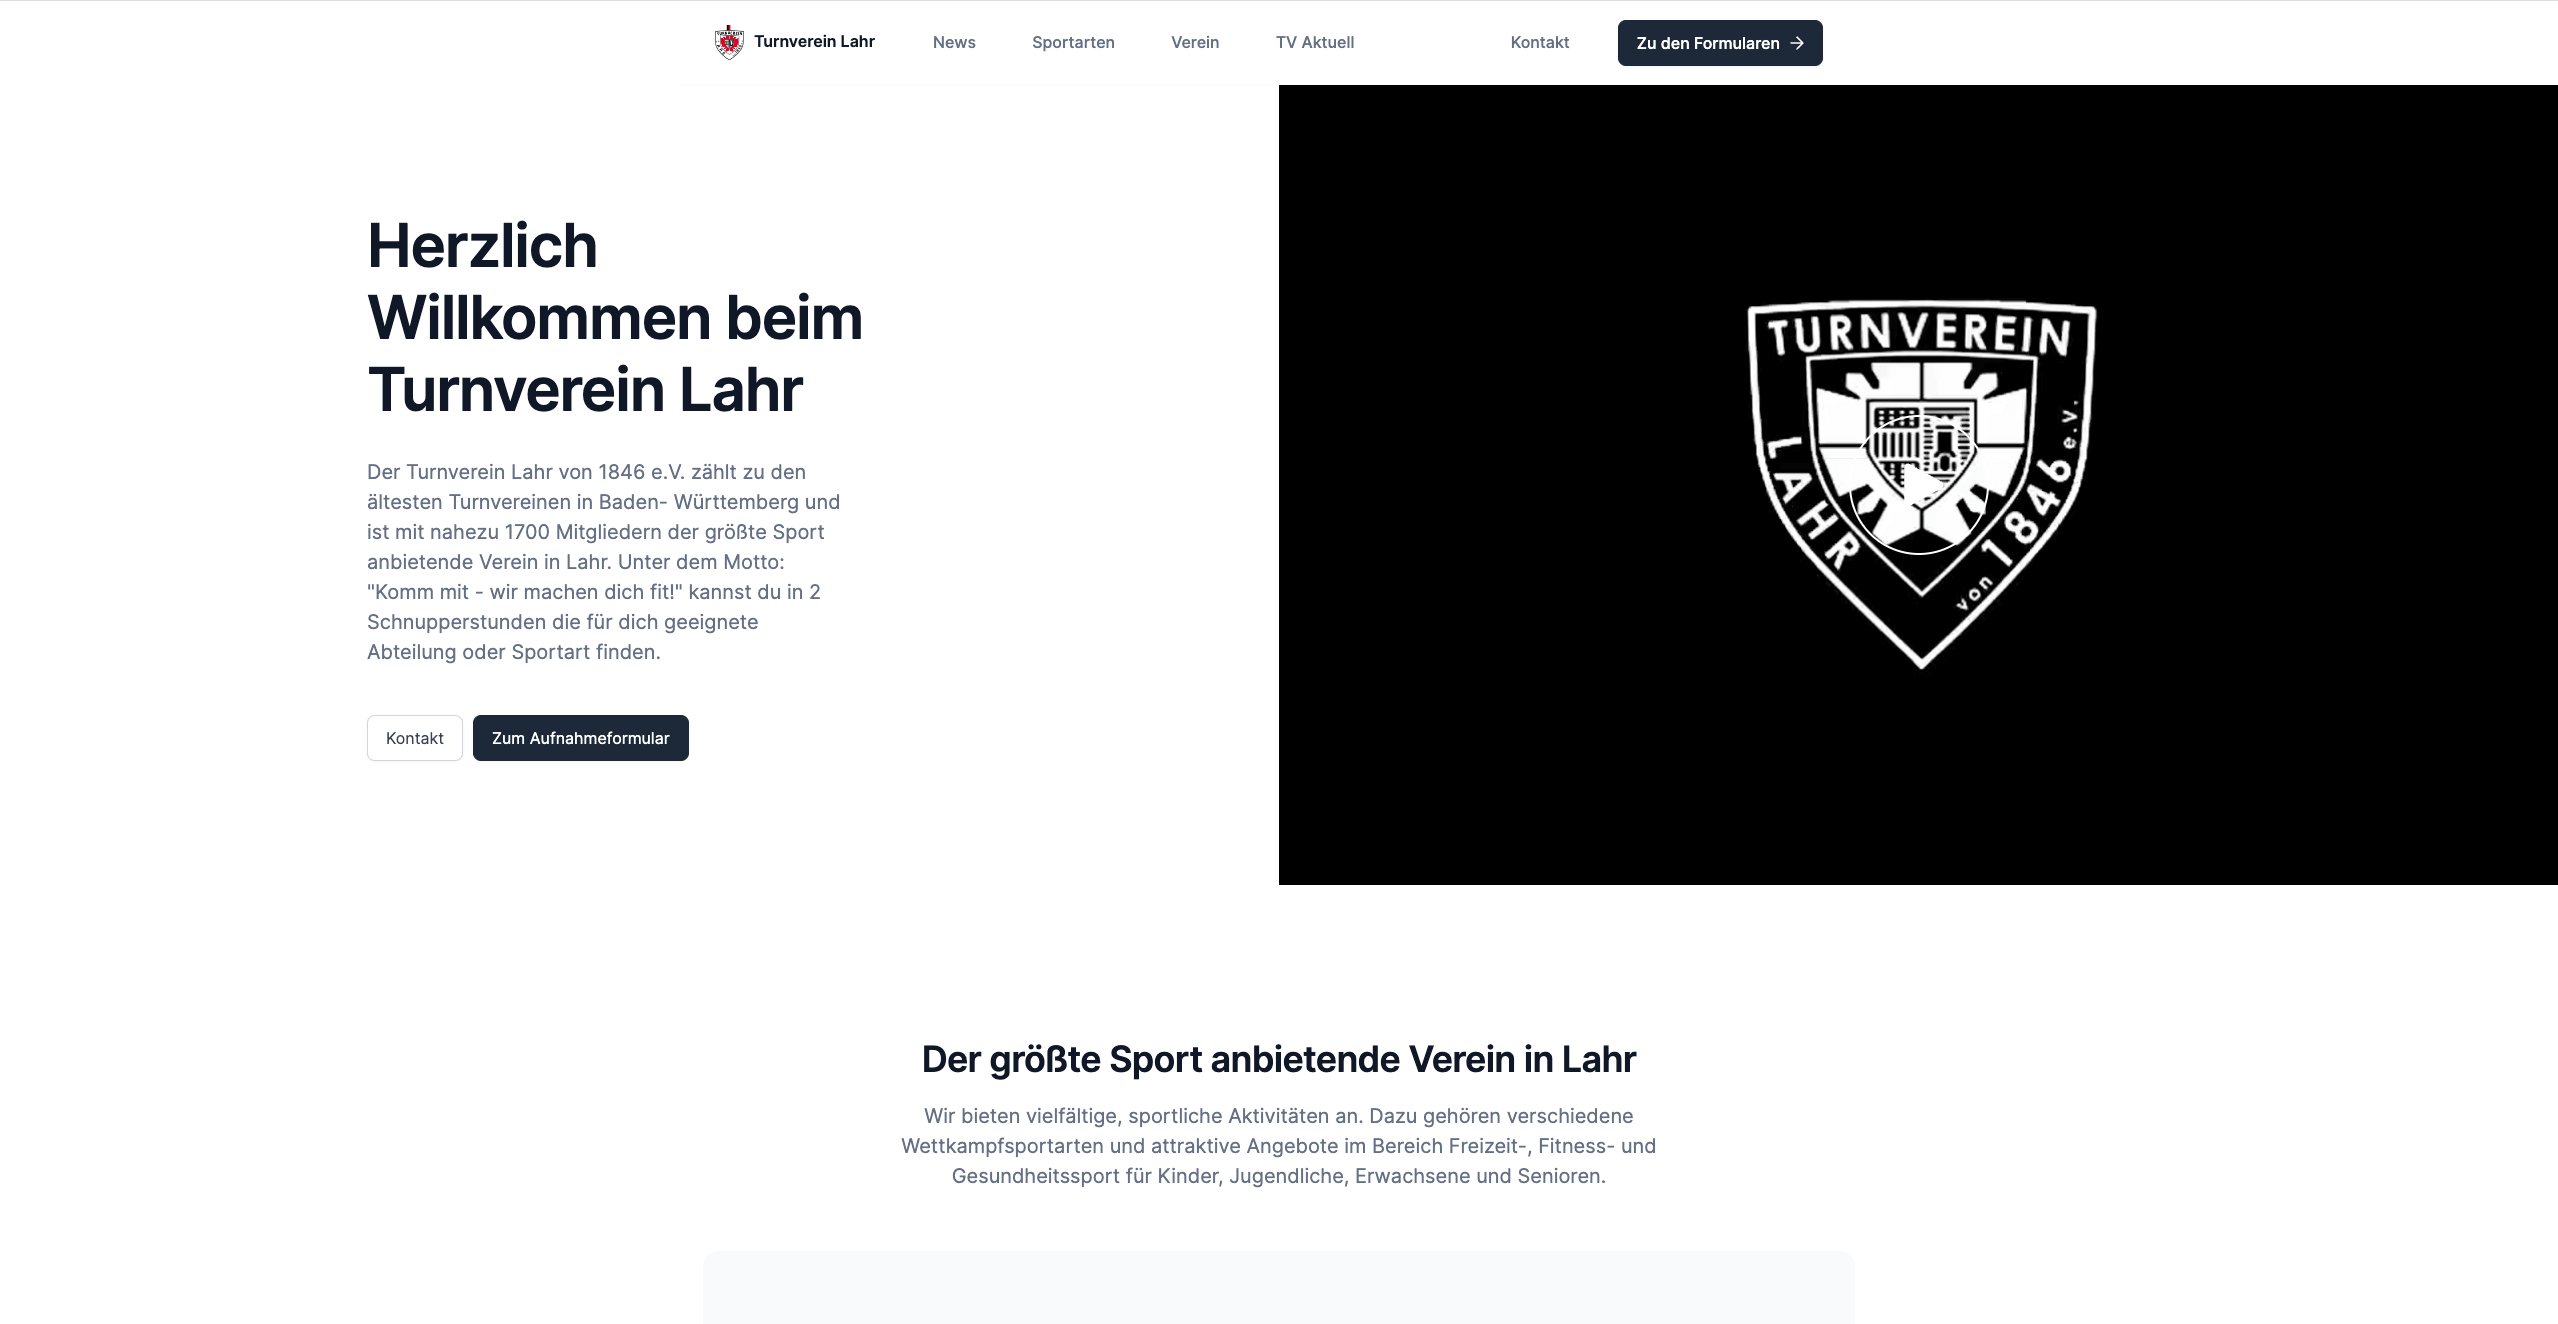 Turnverein Lahr
News
Sportarten
Verein
TV Aktuell
Kontakt
Zu den Formularen
Herzlich
Willkommen beim
Turnverein Lahr
Der Turnverein Lahr von 1846 e.V. zählt zu den
ältesten Turnvereinen in Baden- Württemberg und
ist mit nahezu 1700 Mitgliedern der größte Sport
anbietende Verein in Lahr. Unter dem Motto:
"Komm mit - wir machen dich fit!" kannst du in 2
Schnupperstunden die für dich geeignete
Abteilung oder Sportart finden.
Kontakt
Zum Aufnahmeformular
TURNVEREIN
LAHR
von 1846 e.V.
Der größte Sport anbietende Verein in Lahr
Wir bieten vielfältige, sportliche Aktivitäten an. Dazu gehören verschiedene
Wettkampfsportarten und attraktive Angebote im Bereich Freizeit-, Fitness- und
Gesundheitssport für Kinder, Jugendliche, Erwachsene und Senioren.